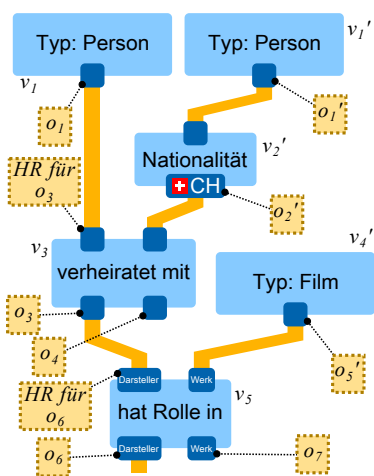 Typ: Person
Typ: Person
v1′
v1
o1
o1′
Nationalität
v2′
CH
HR für
o3
o2′
v3
v4′
verheiratet mit
Typ: Film
o3
o4
o5′
HR für
o6
Darsteller
Werk
v5
hat Rolle in
o6
Darsteller
Werk
o7